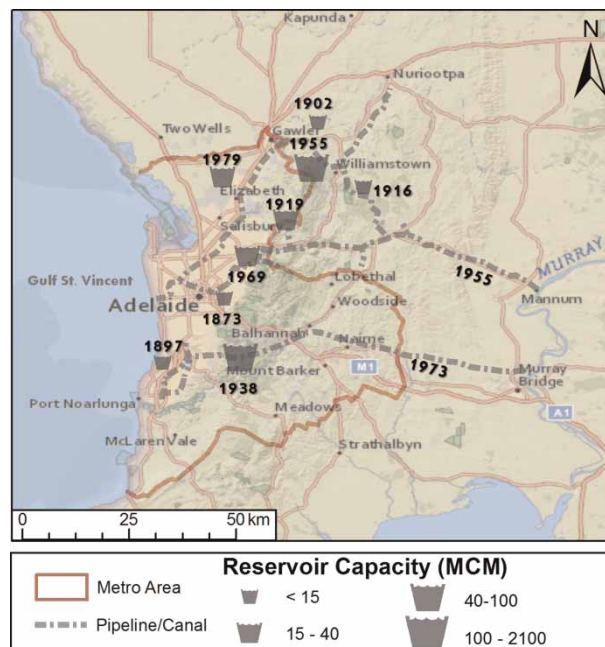 Kapunda
N
Nuriootpa
1902
Two Wells
Gawler
1955
1979
Williamstown
Elizabeth
1916
1919
Salisbury
MURRAY
Gulf St. Vincent
1969
Lobethal
1955
Adelaide
Woodside
Mannum
1873
1897
Balhannah
Nairne
M1
1973
Mount Barker
Murray
Bridge
1938
Port Noarlunga
Meadows
A1
McLaren Vale
Strathalbyn
0 25 50 km
Reservoir Capacity (MCM)
Metro Area
< 15
40-100
Pipeline/Canal
15 - 40
100 - 2100